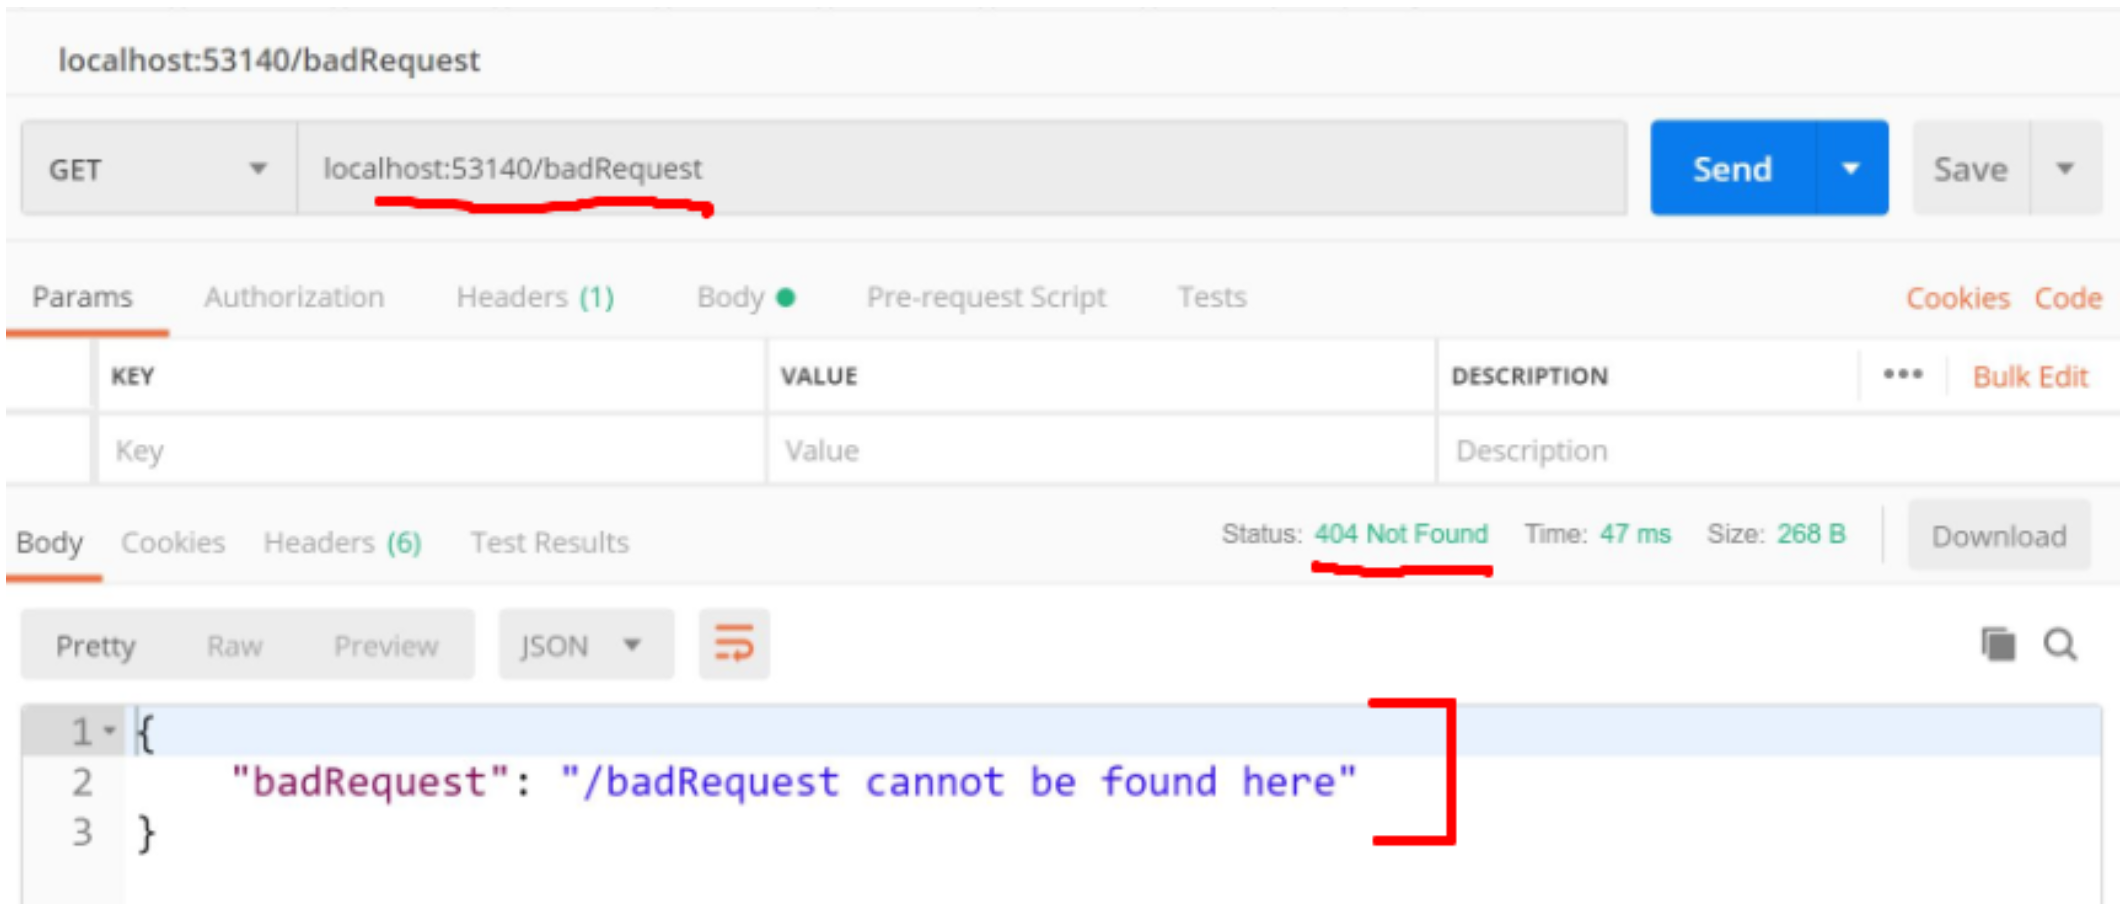 localhost:53140/badRequest
GET localhost:53140/badRequest Send Save
Params Authorization Headers (1) Body Pre-request Script Tests Cookies Code
KEY VALUE DESCRIPTION Bulk Edit
Key Value Description
Body Cookies Headers (6) Test Results Status: 404 Not Found Time: 47 ms Size: 268 B Download
Pretty Raw Preview JSON
1 {
2 "badRequest": "/badRequest cannot be found here"
3 }